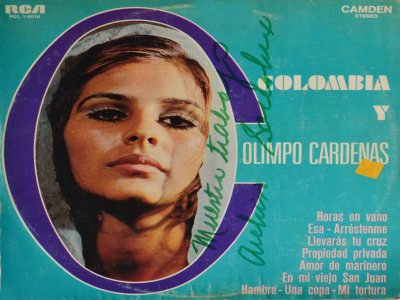 RCA
CAMDEN
STEREO
COLOMBIA
Y
OLIMPO CARDENAS
Muestra
Horas en vano
Esa - Arréstenme
Llevarás tu cruz
Propiedad privada
Amor de marinero
En mi viejo San Juan
Hambre - Una copa - Mi tortura